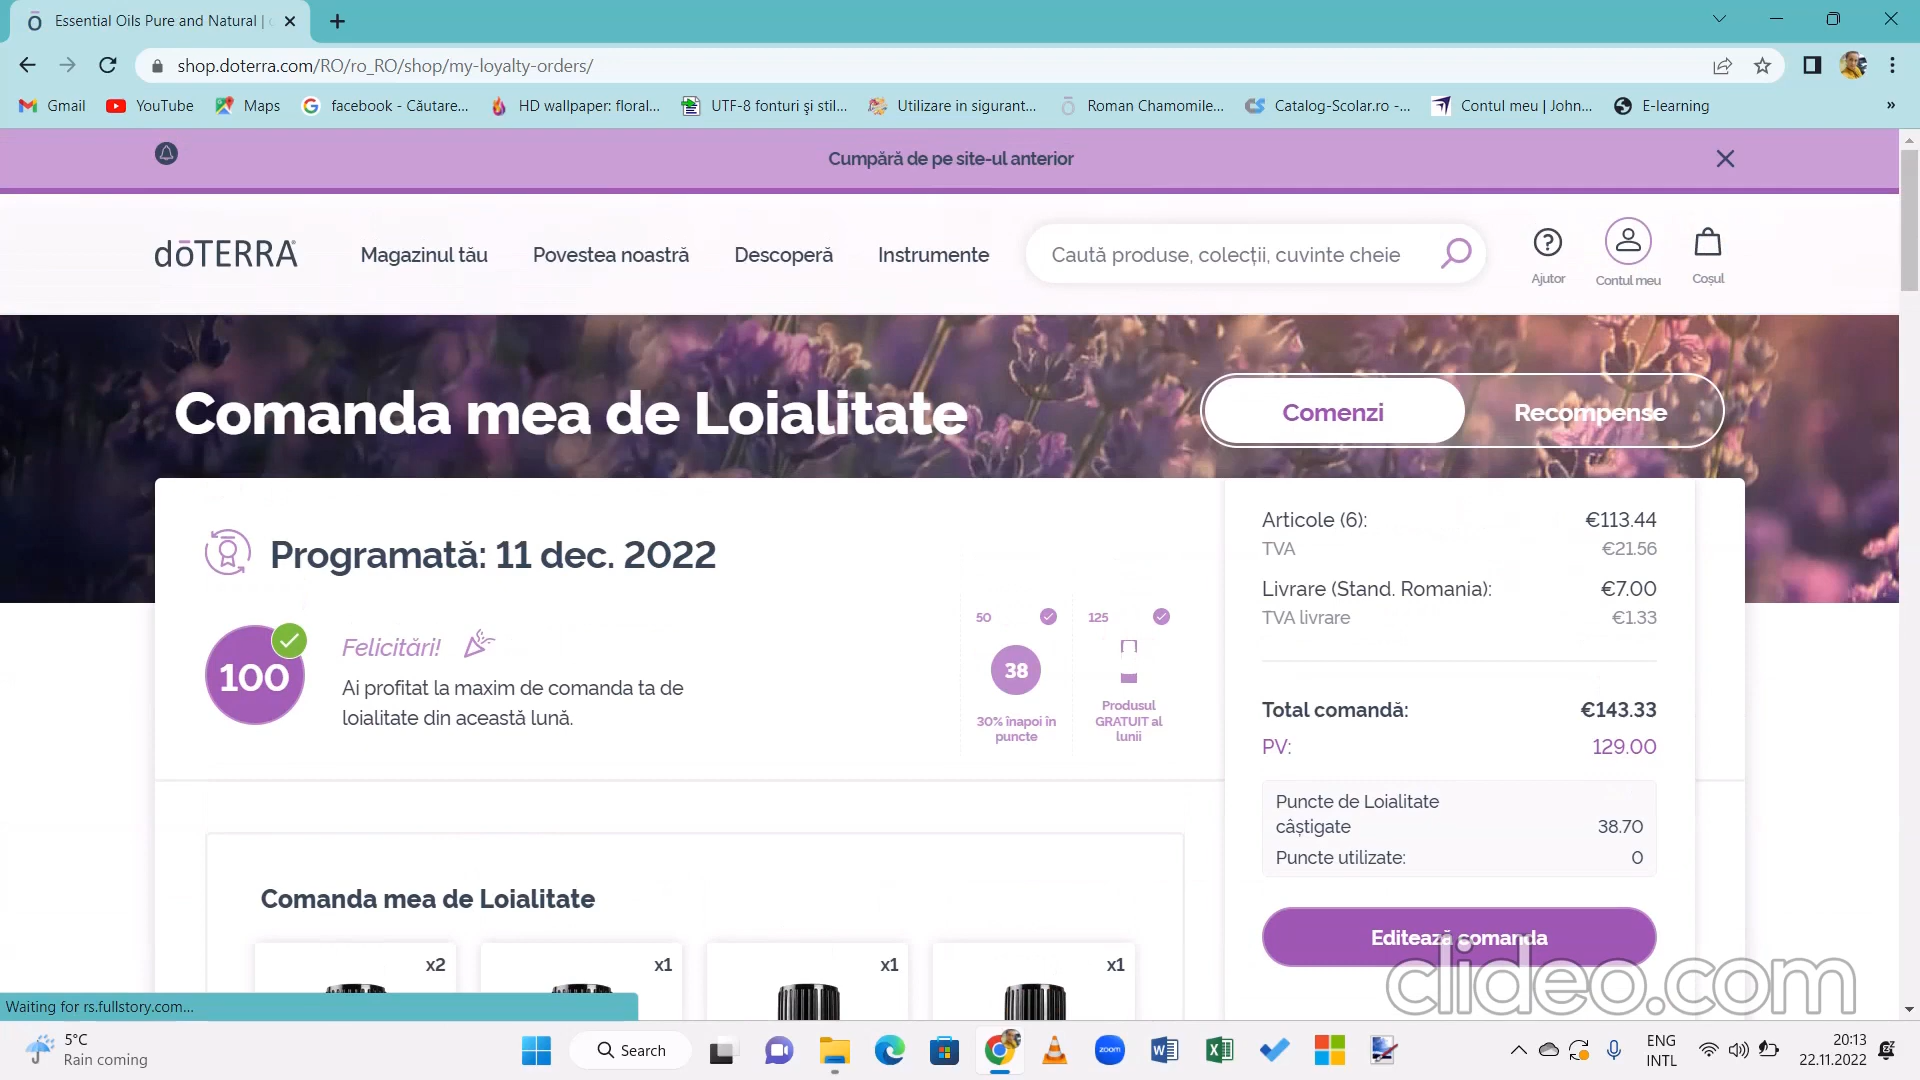 Essential Oils Pure and Natural |
shop.doterra.com/RO/ro_RO/shop/my-loyalty-orders/
Gmail YouTube Maps facebook - Căutare... HD wallpaper: floral... UTF-8 fonturi şi stil... Utilizare in sigurant... Roman Chamomile... Catalog-Scolar.ro -... Contul meu | John... E-learning »
Cumpără de pe site-ul anterior
dōTERRA Magazinul tău Povestea noastră Descoperă Instrumente Caută produse, colecții, cuvinte cheie Ajutor Contul meu Coșul
Comanda mea de Loialitate
Comenzi Recompense
Programată: 11 dec. 2022
100
Felicitări!
Ai profitat la maxim de comanda ta de
loialitate din această lună.
50
38
30% înapoi în
puncte
125
Produsul
GRATUIT al
lunii
Articole (6): €113.44
TVA €21.56
Livrare (Stand. Romania): €7.00
TVA livrare €1.33
Total comandă: €143.33
PV: 129.00
Puncte de Loialitate
câștigate 38.70
Puncte utilizate: 0
Editează comanda
Comanda mea de Loialitate
x2 x1 x1 x1
clideo.com
Waiting for rs.fullstory.com...
5°C
Rain coming
Search
zoom
ENG
INTL
20:13
22.11.2022